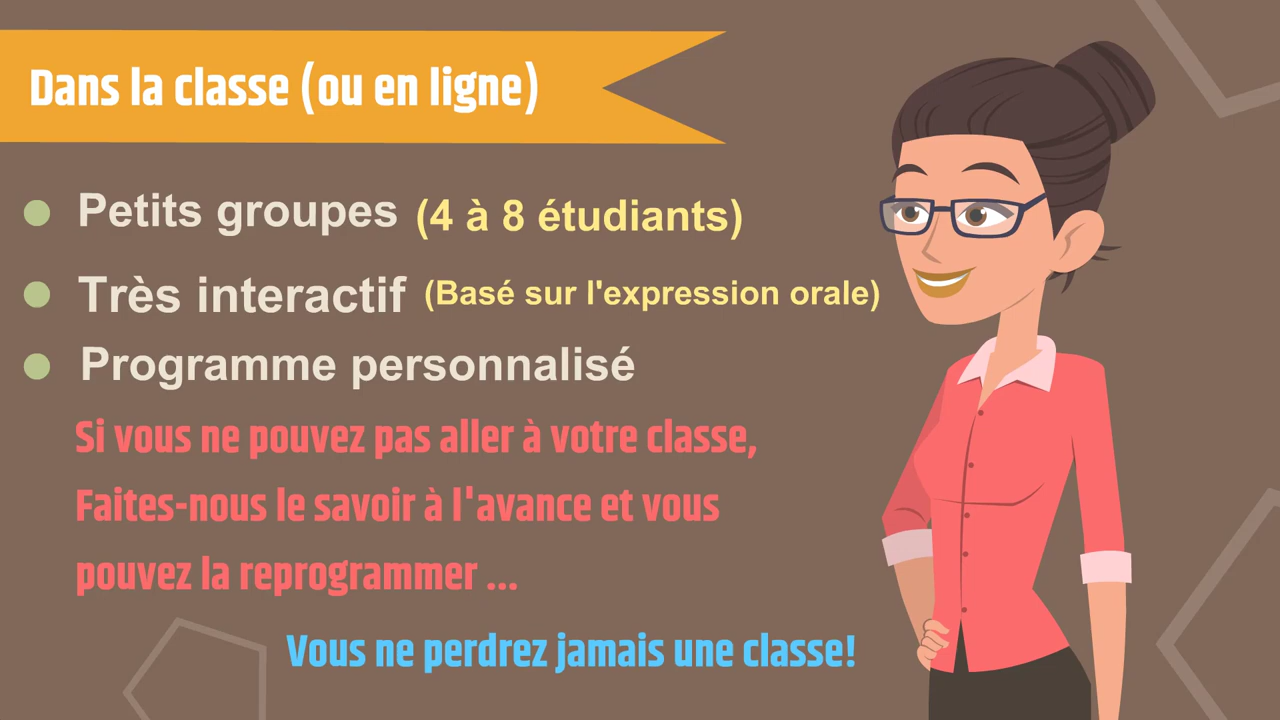 Dans la classe (ou en ligne)
Petits groupes (4 à 8 étudiants)
Très interactif (Basé sur l'expression orale)
Programme personnalisé
Si vous ne pouvez pas aller à votre classe,
Faites-nous le savoir à l'avance et vous
pouvez la reprogrammer ...
Vous ne perdrez jamais une classe!